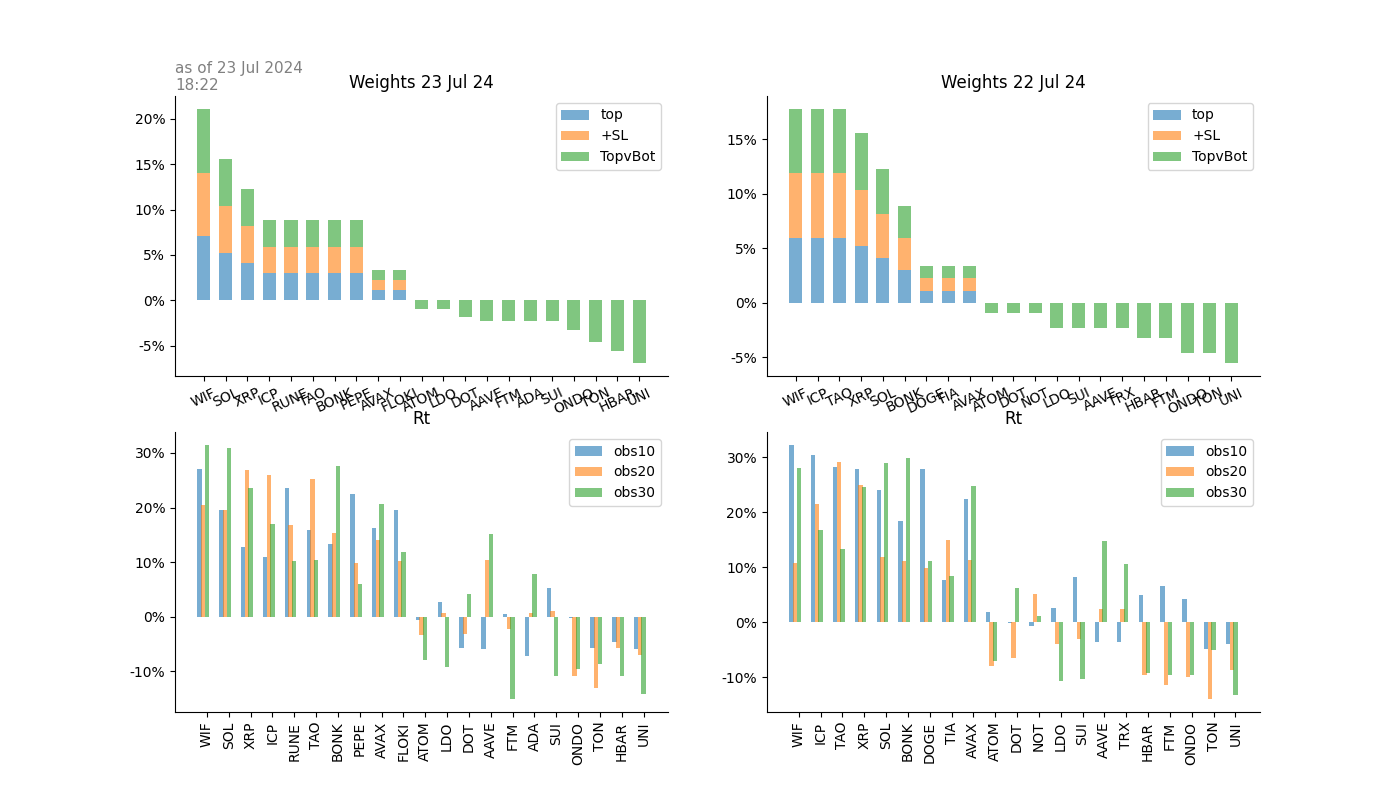 as of 23 Jul 2024
18:22
Weights 23 Jul 24
20%
15%
10%
5%
0%
-5%
top
+SL
TopvBot
WIF SOL XRP ICP RUNE TAO BONK PEPE AVAX FLOKI ATOM LDO DOT AAVE FTM ADA SUI ONDO TON HBAR UNI
Weights 22 Jul 24
15%
10%
5%
0%
-5%
top
+SL
TopvBot
WIF ICP TAO XRP SOL BONK DOGE TIA AVAX ATOM DOT NOT LDO SUI AAVE TRX HBAR FTM ONDO TON UNI
Rt
30%
20%
10%
0%
-10%
obs10
obs20
obs30
WIF SOL XRP ICP RUNE TAO BONK PEPE AVAX FLOKI ATOM LDO DOT AAVE FTM ADA SUI ONDO TON HBAR UNI
Rt
30%
20%
10%
0%
-10%
obs10
obs20
obs30
WIF ICP TAO XRP SOL BONK DOGE TIA AVAX ATOM DOT NOT LDO SUI AAVE TRX HBAR FTM ONDO TON UNI